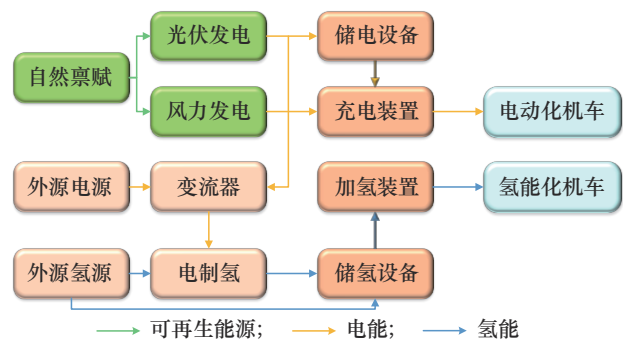 光伏发电
储电设备
自然禀赋
风力发电
充电装置
电动化机车
外源电源
变流器
加氢装置
氢能化机车
外源氢源
电制氢
储氢设备
可再生能源;
电能;
氢能